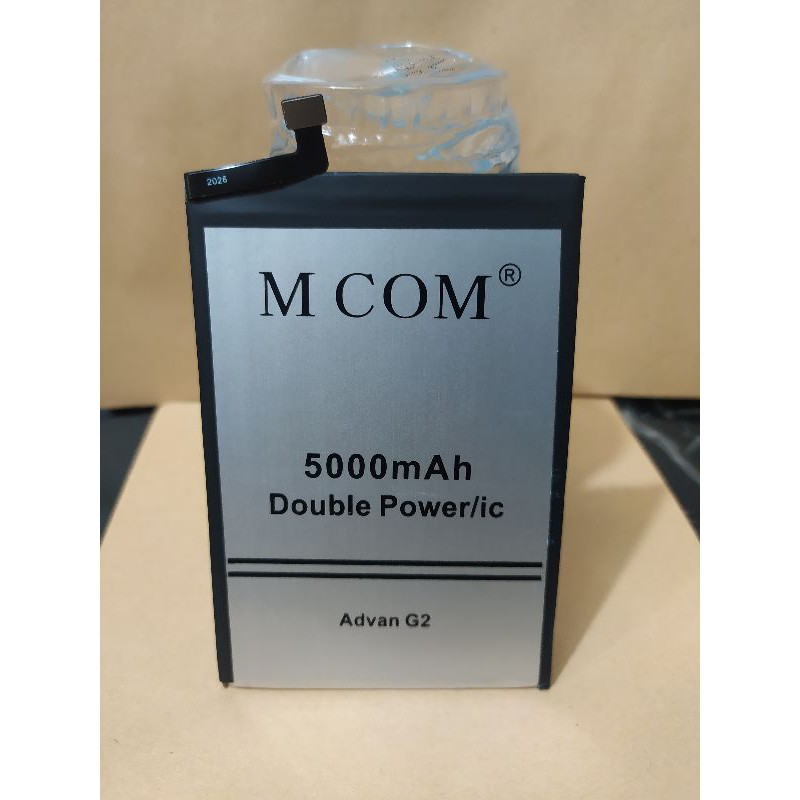 2026
M COM®
5000mAh
Double Power/ic
Advan G2